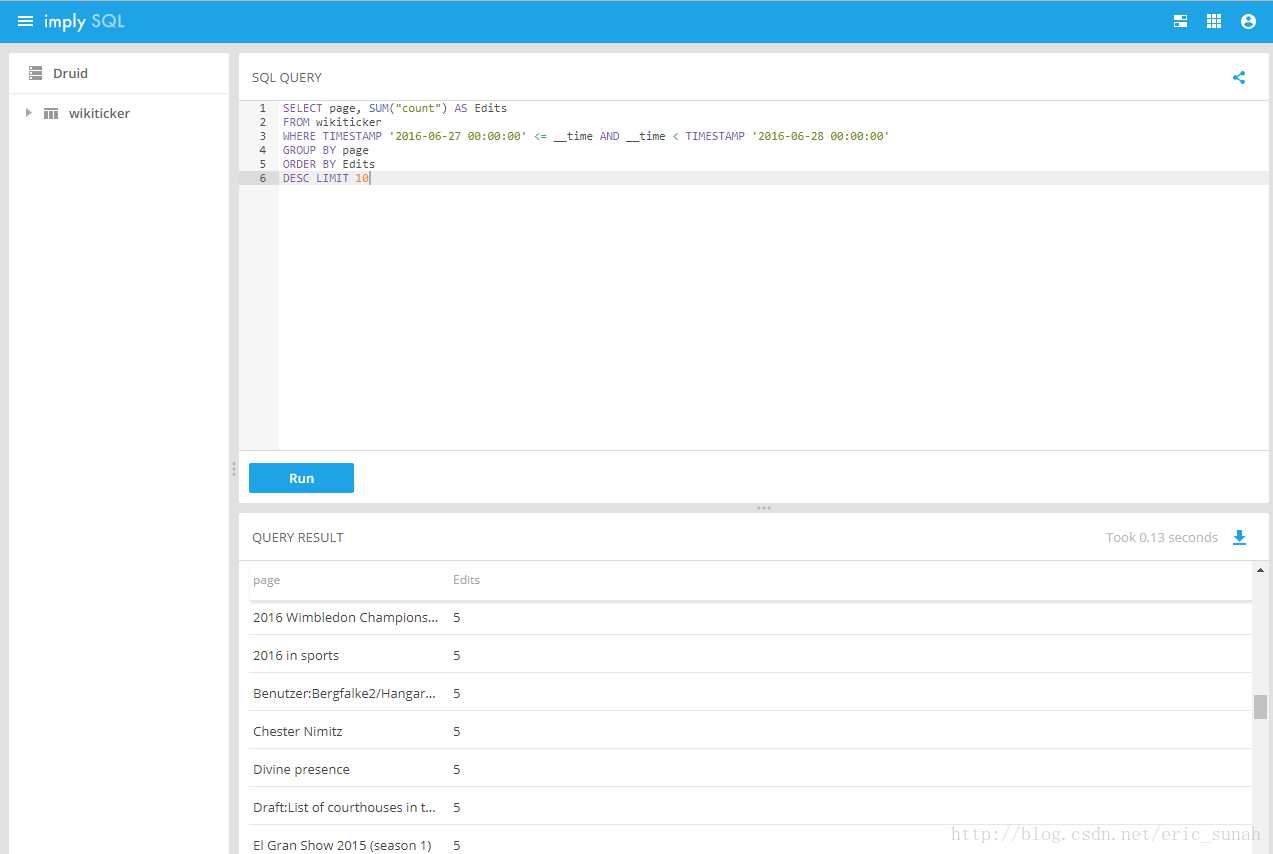 imply SQL
Druid
wikiticker
SQL QUERY
1 SELECT page, SUM("count") AS Edits
2 FROM wikiticker
3 WHERE TIMESTAMP '2016-06-27 00:00:00' <= __time AND __time < TIMESTAMP '2016-06-28 00:00:00'
4 GROUP BY page
5 ORDER BY Edits
6 DESC LIMIT 10
Run
QUERY RESULT
Took 0.13 seconds
page Edits
2016 Wimbledon Champions... 5
2016 in sports 5
Benutzer:Bergfalke2/Hangar... 5
Chester Nimitz 5
Divine presence 5
Draft:List of courthouses in t... 5
El Gran Show 2015 (season 1) 5
http://blog.csdn.net/eric_sunah